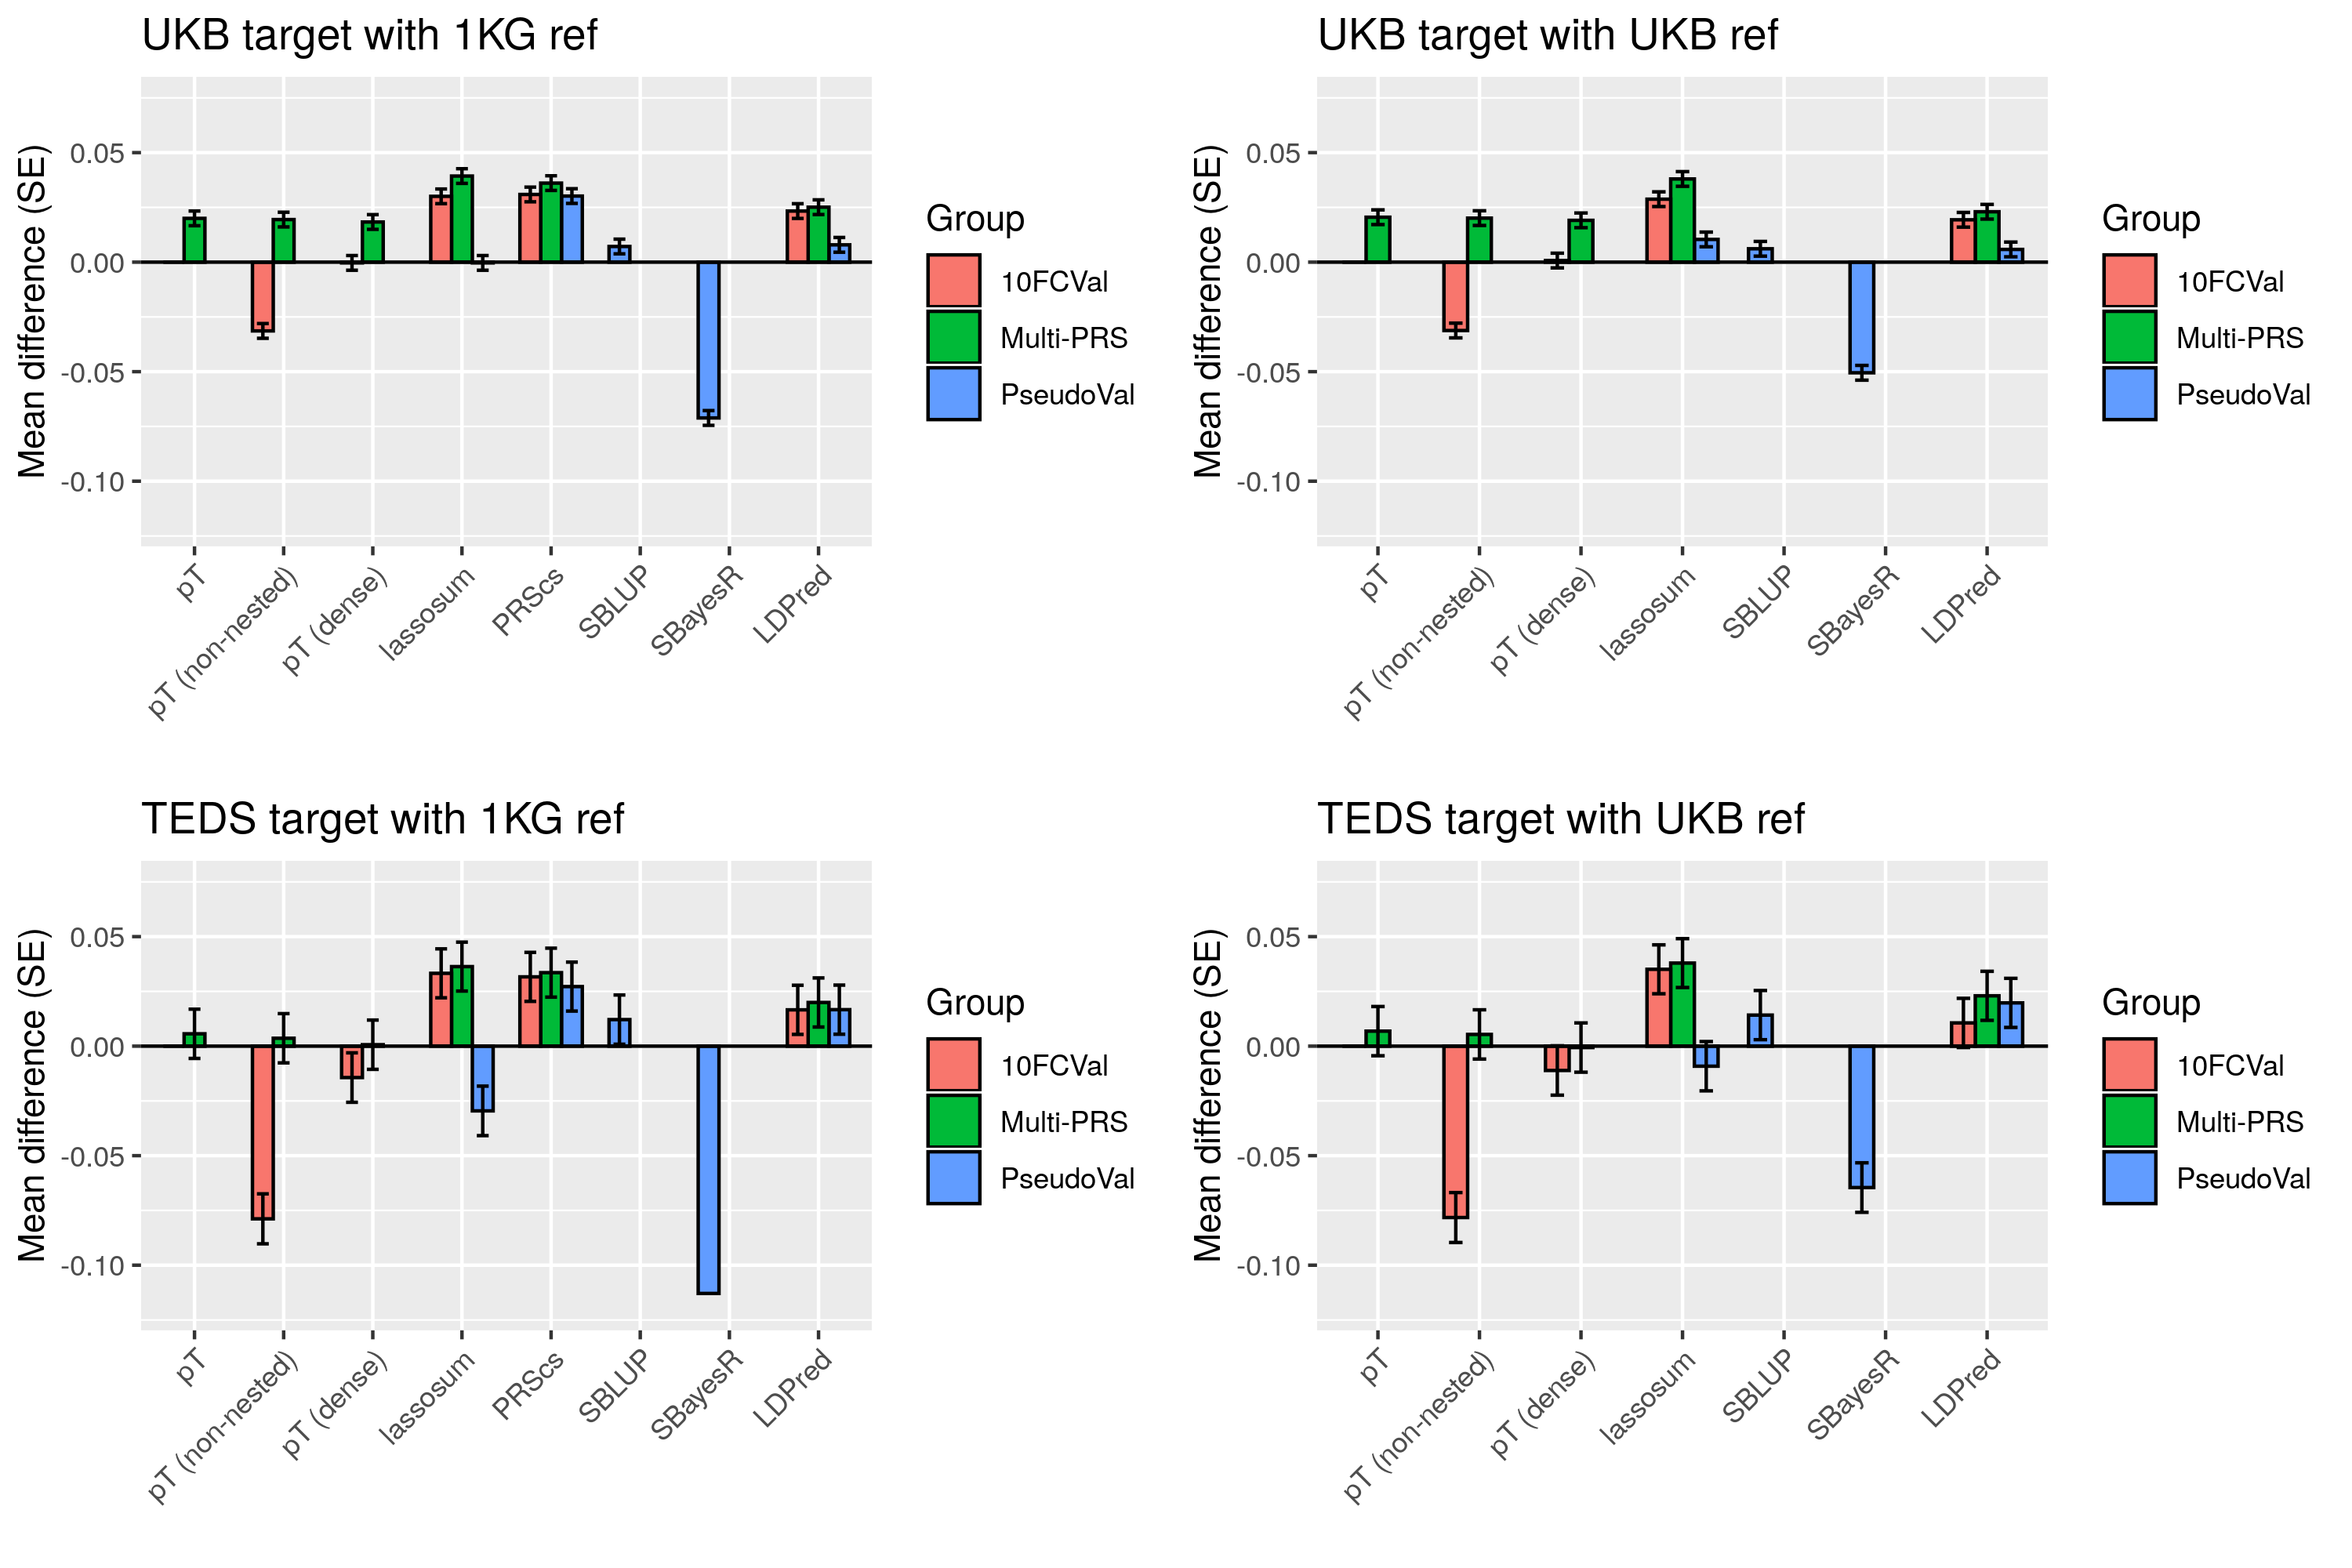 UKB target with 1KG ref
Mean difference (SE)
0.05
0.00
-0.05
-0.10
pT
pT (non-nested)
pT (dense)
lassosum
PRScs
SBLUP
SBayesR
LDPred
Group
10FCVal
Multi-PRS
PseudoVal
UKB target with UKB ref
Mean difference (SE)
0.05
0.00
-0.05
-0.10
pT
pT (non-nested)
pT (dense)
lassosum
SBLUP
SBayesR
LDPred
Group
10FCVal
Multi-PRS
PseudoVal
TEDS target with 1KG ref
Mean difference (SE)
0.05
0.00
-0.05
-0.10
pT
pT (non-nested)
pT (dense)
lassosum
PRScs
SBLUP
SBayesR
LDPred
Group
10FCVal
Multi-PRS
PseudoVal
TEDS target with UKB ref
Mean difference (SE)
0.05
0.00
-0.05
-0.10
pT
pT (non-nested)
pT (dense)
lassosum
SBLUP
SBayesR
LDPred
Group
10FCVal
Multi-PRS
PseudoVal